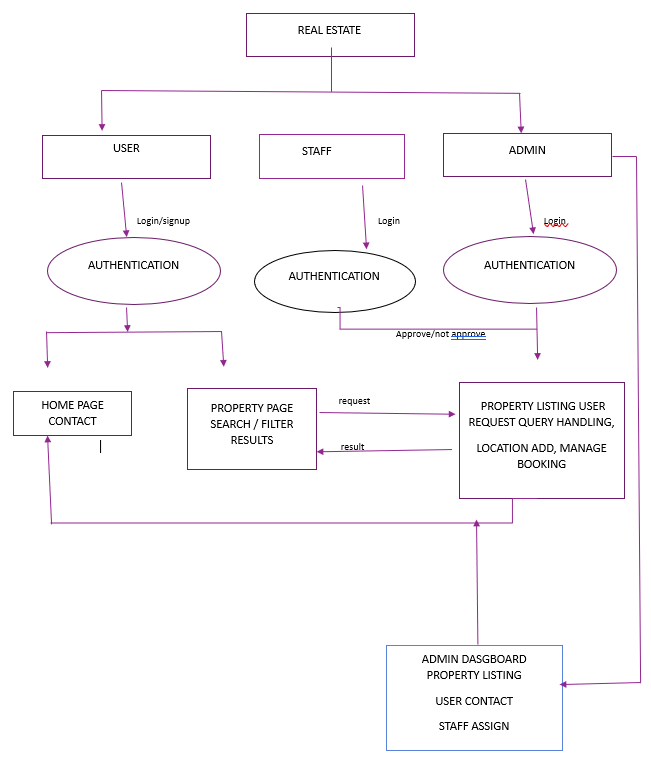 REAL ESTATE
USER
STAFF
ADMIN
Login/signup
Login
Login
AUTHENTICATION
AUTHENTICATION
AUTHENTICATION
Approve/not approve
HOME PAGE
CONTACT
PROPERTY PAGE
SEARCH / FILTER
RESULTS
request
result
PROPERTY LISTING USER
REQUEST QUERY HANDLING,
LOCATION ADD, MANAGE
BOOKING
ADMIN DASGBOARD
PROPERTY LISTING
USER CONTACT
STAFF ASSIGN